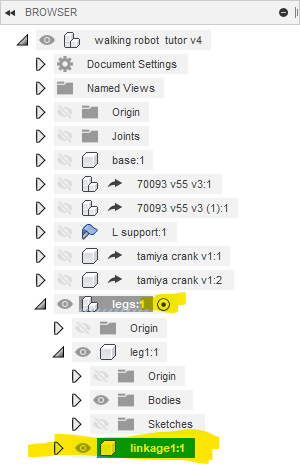 BROWSER
walking robot tutor v4
Document Settings
Named Views
Origin
Joints
base:1
70093 v55 v3:1
70093 v55 v3 (1):1
L support:1
tamiya crank v1:1
tamiya crank v1:2
legs:1
Origin
leg1:1
Origin
Bodies
Sketches
linkage1:1